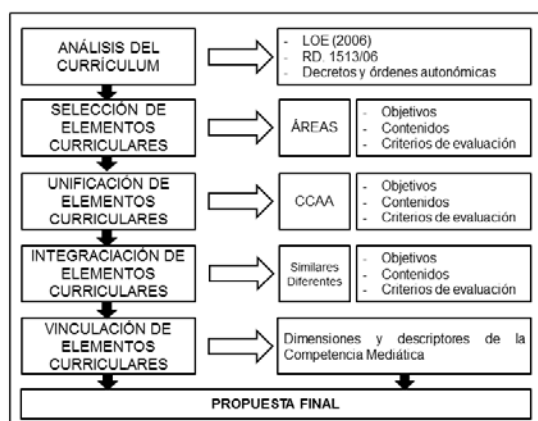 ANÁLISIS DEL
CURRÍCULUM
- LOE (2006)
- RD. 1513/06
- Decretos y órdenes autonómicas
SELECCIÓN DE
ELEMENTOS
CURRICULARES
ÁREAS
- Objetivos
- Contenidos
- Criterios de evaluación
UNIFICACIÓN DE
ELEMENTOS
CURRICULARES
CCAA
- Objetivos
- Contenidos
- Criterios de evaluación
INTEGRACIACIÓN DE
ELEMENTOS
CURRICULARES
Similares
Diferentes
- Objetivos
- Contenidos
- Criterios de evaluación
VINCULACIÓN DE
ELEMENTOS
CURRICULARES
Dimensiones y descriptores de la
Competencia Mediática
PROPUESTA FINAL